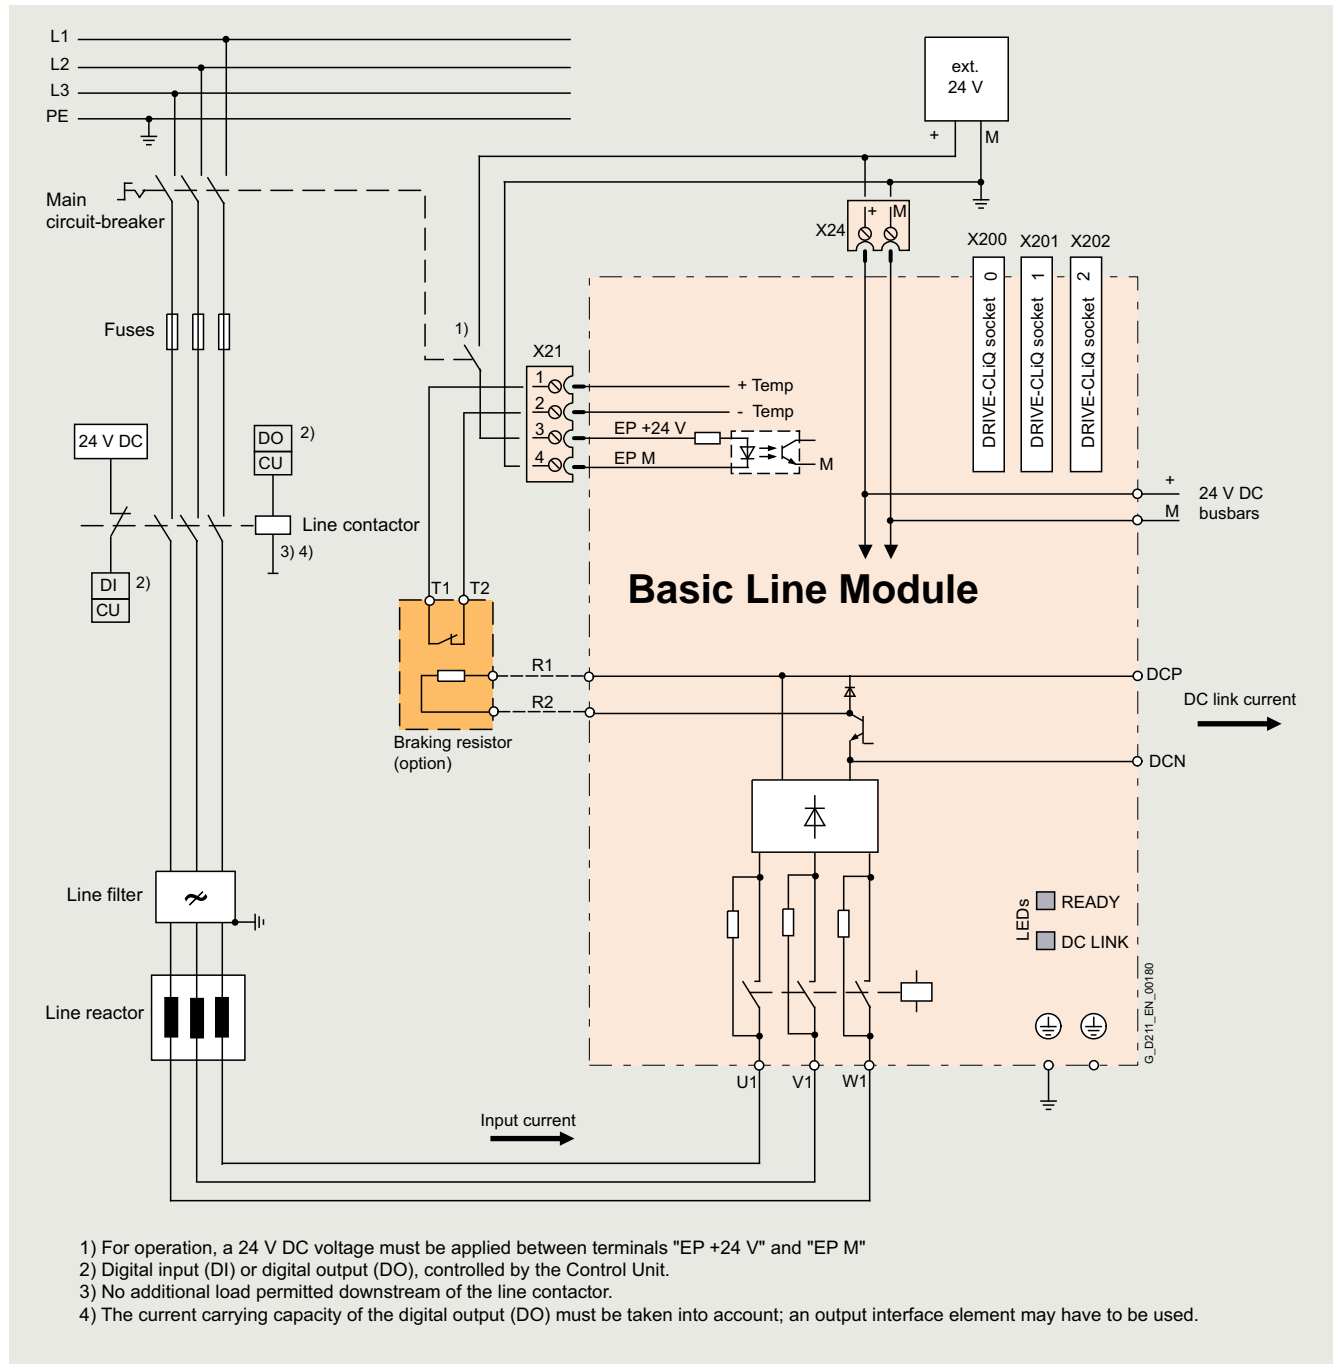 L1
L2
L3
PE
ext.
24 V
+
M
Main
circuit-breaker
X24
+
M
X200
X201
X202
DRIVE-CLiQ socket 0
DRIVE-CLiQ socket 1
DRIVE-CLiQ socket 2
Fuses
1)
X21
1
2
3
4
+ Temp
- Temp
EP +24 V
EP M
M
24 V DC
DO
CU
2)
Line contactor
3) 4)
DI
CU
2)
+
M
24 V DC
busbars
Basic Line Module
T1
T2
R1
R2
Braking resistor
(option)
DCP
DC link current
DCN
Line filter
Line reactor
LEDs
READY
DC LINK
G_D211_EN_00180
U1
V1
W1
Input current
1) For operation, a 24 V DC voltage must be applied between terminals "EP +24 V" and "EP M"
2) Digital input (DI) or digital output (DO), controlled by the Control Unit.
3) No additional load permitted downstream of the line contactor.
4) The current carrying capacity of the digital output (DO) must be taken into account; an output interface element may have to be used.